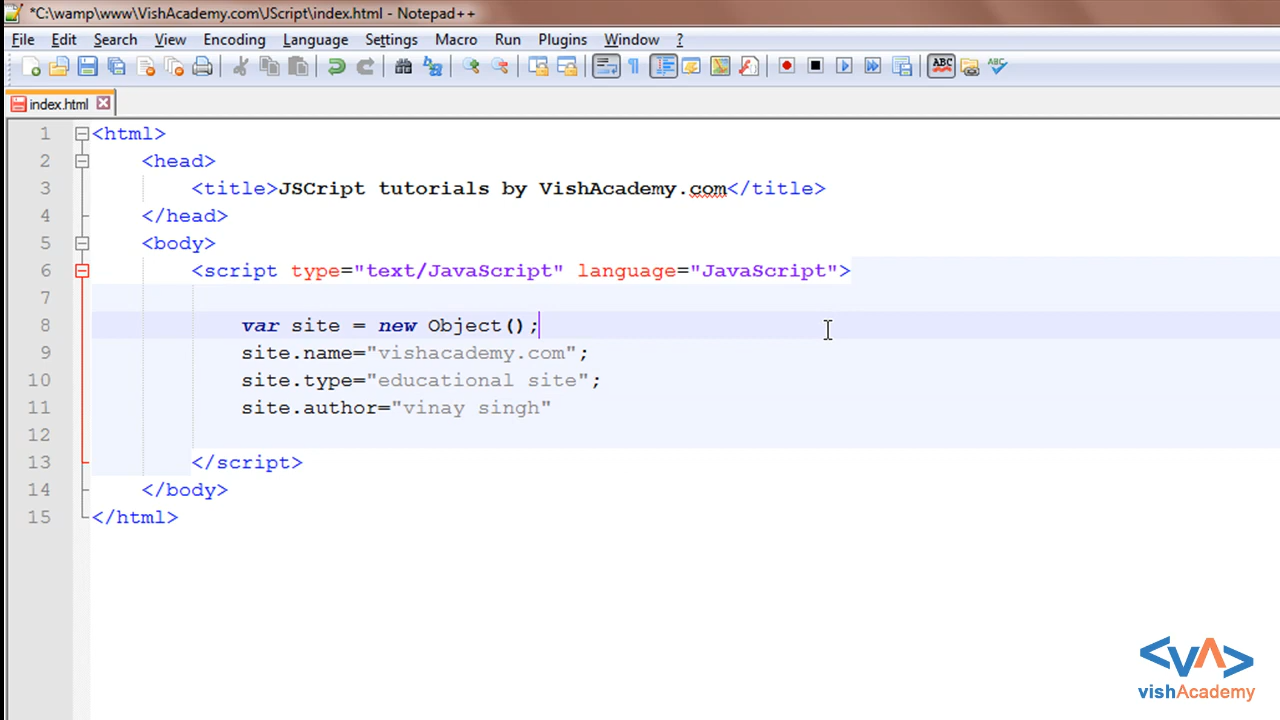 *C:\wamp\www\VishAcademy.com\JScript\index.html - Notepad++
File Edit Search View Encoding Language Settings Macro Run Plugins Window ?
ABC ABC
index.html
1 <html>
2 <head>
3 <title>JSCript tutorials by VishAcademy.com</title>
4 </head>
5 <body>
6 <script type="text/JavaScript" language="JavaScript">
7
8 var site = new Object();
9 site.name="vishacademy.com";
10 site.type="educational site";
11 site.author="vinay singh"
12
13 </script>
14 </body>
15 </html>
<VA>
vishAcademy